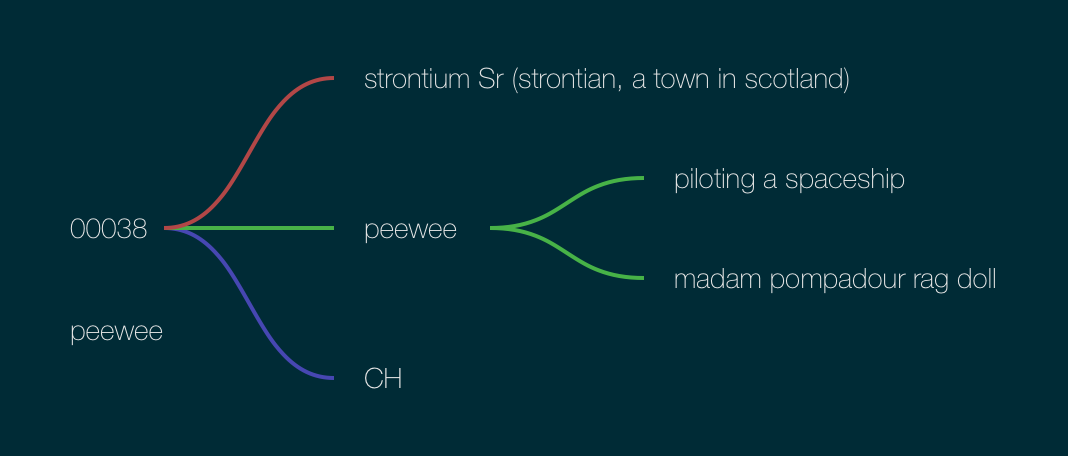 strontium Sr (strontian, a town in scotland)
piloting a spaceship
00038
peewee
madam pompadour rag doll
peewee
CH